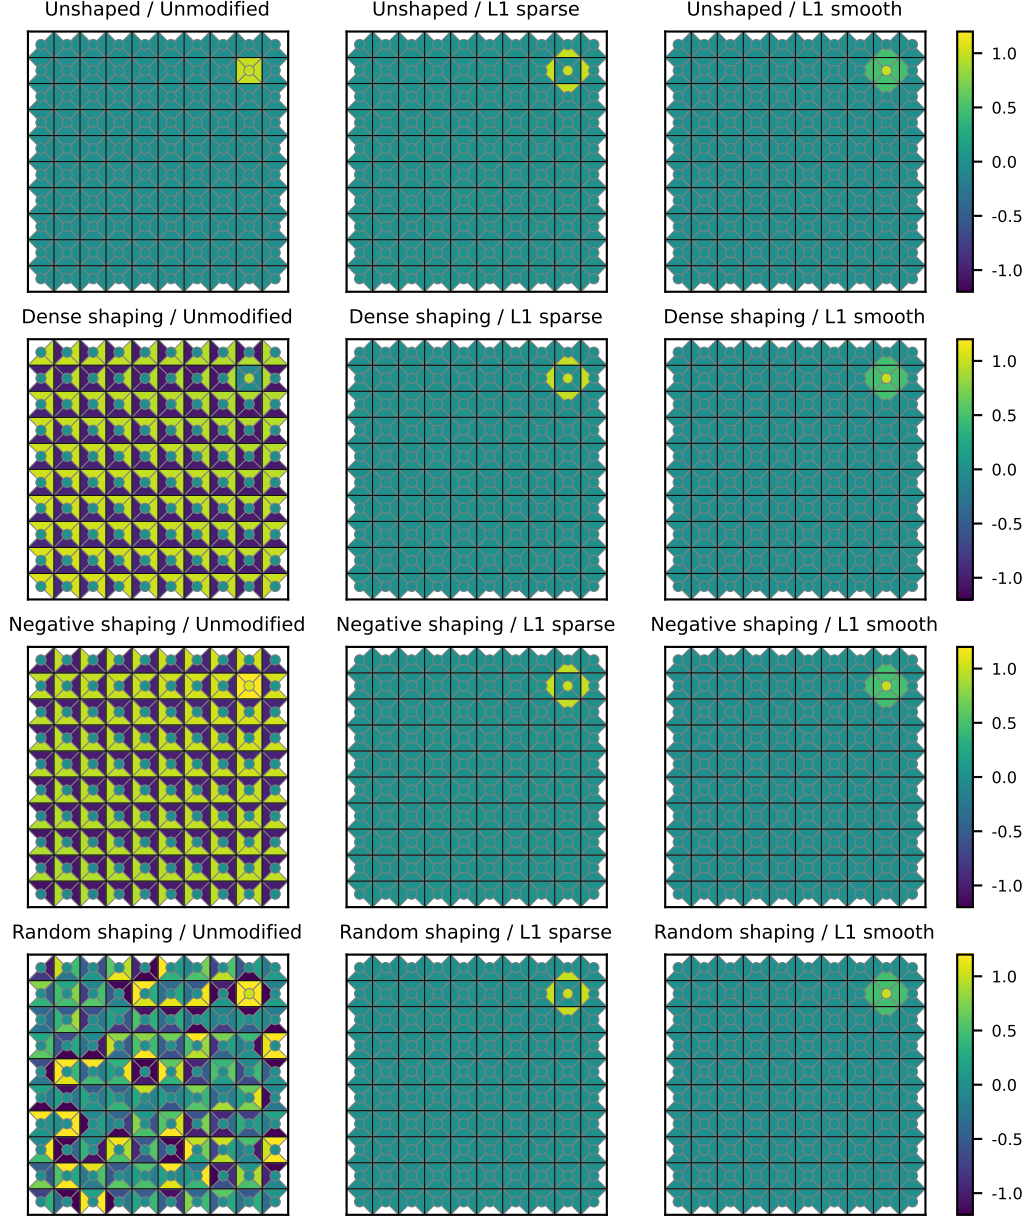 Unshaped / Unmodified
Unshaped / L1 sparse
Unshaped / L1 smooth
1.0
0.5
0.0
-0.5
-1.0
Dense shaping / Unmodified
Dense shaping / L1 sparse
Dense shaping / L1 smooth
1.0
0.5
0.0
-0.5
-1.0
Negative shaping / Unmodified
Negative shaping / L1 sparse
Negative shaping / L1 smooth
1.0
0.5
0.0
-0.5
-1.0
Random shaping / Unmodified
Random shaping / L1 sparse
Random shaping / L1 smooth
1.0
0.5
0.0
-0.5
-1.0